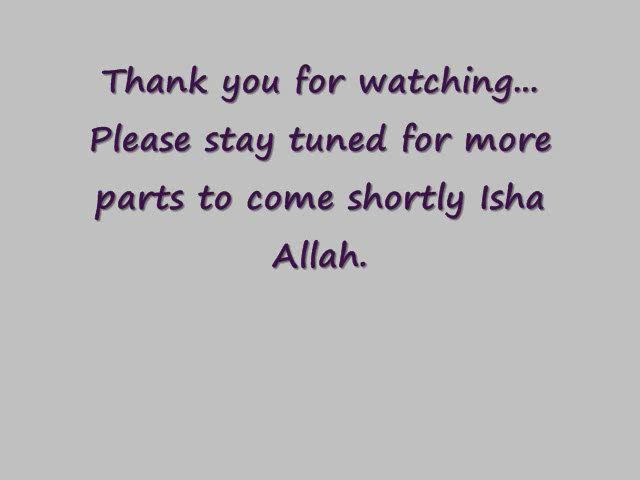 Thank you for watching...
Please stay tuned for more
parts to come shortly Isha
Allah.